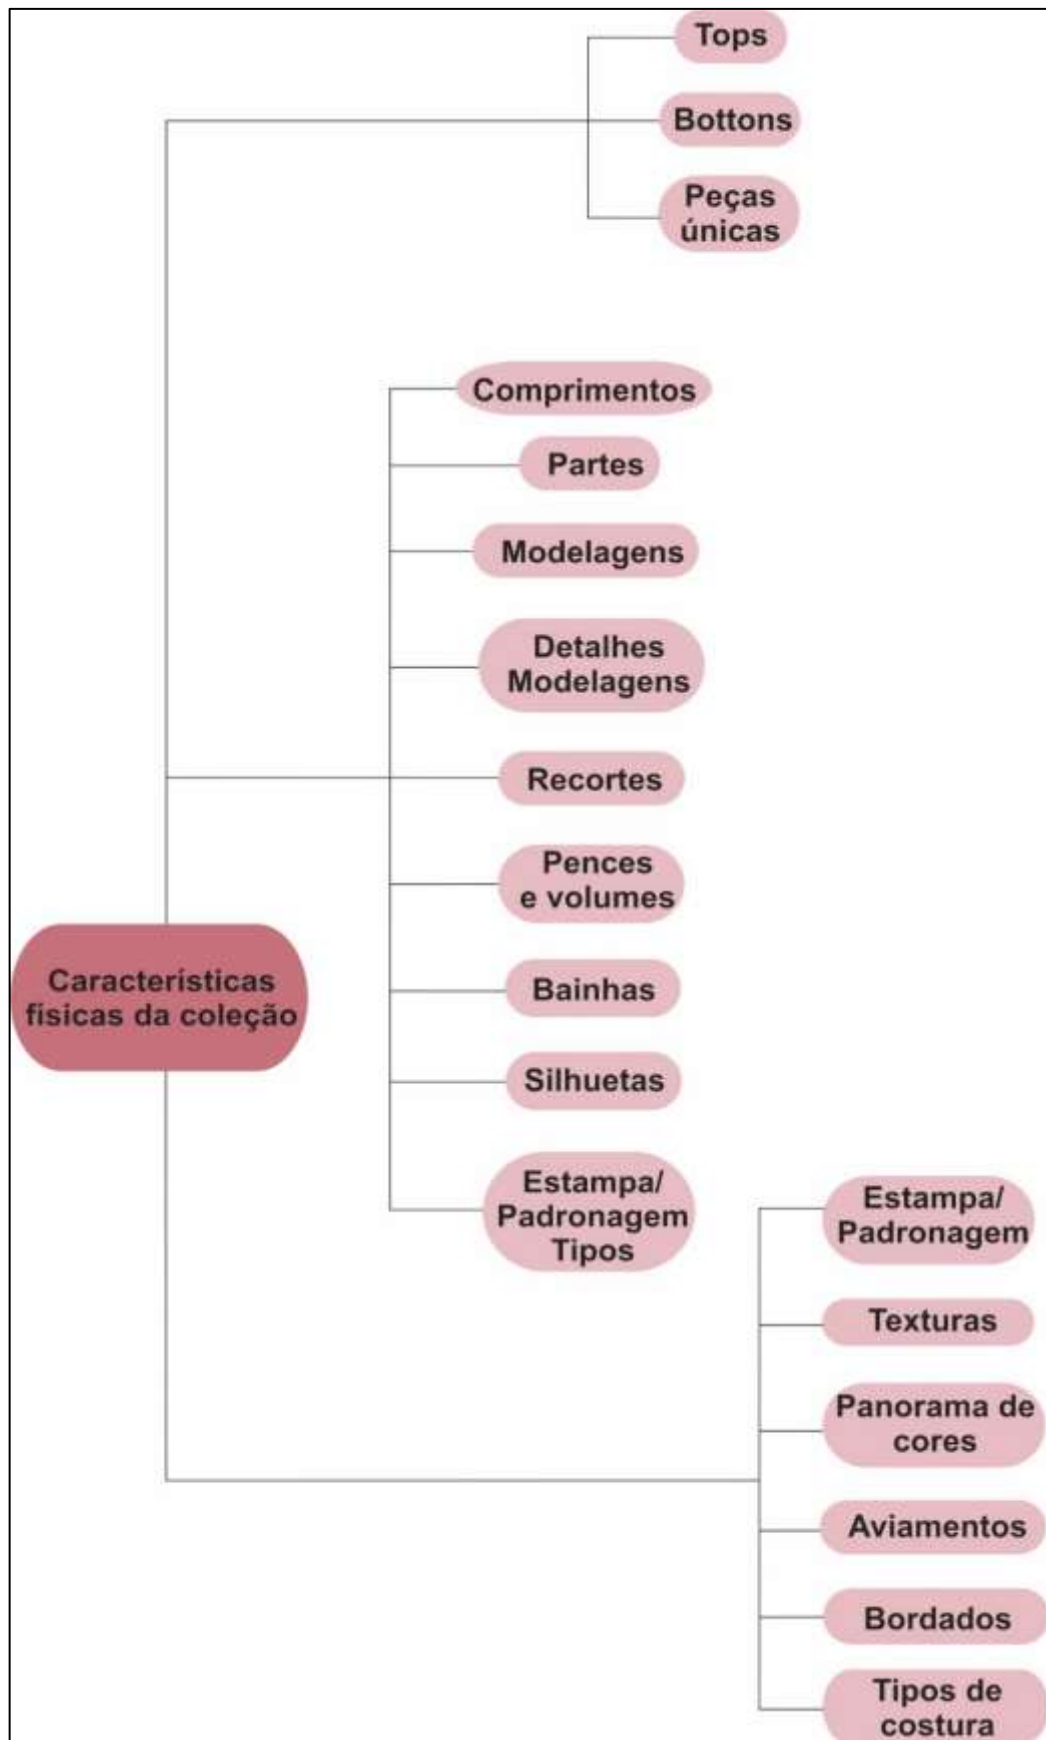 Tops
Bottons
Peças
únicas
Comprimentos
Partes
Modelagens
Detalhes
Modelagens
Recortes
Pences
e volumes
Bainhas
Silhuetas
Estampa/
Padronagem
Tipos
Características
físicas da coleção
Estampa/
Padronagem
Texturas
Panorama de
cores
Aviamentos
Bordados
Tipos de
costura